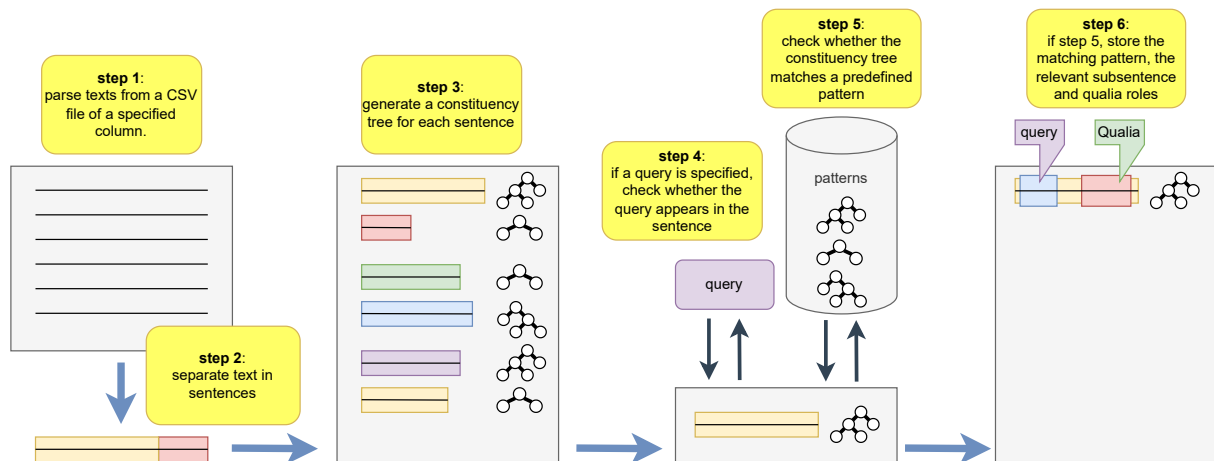 step 1:
parse texts from a CSV
file of a specified
column.
step 2:
separate text in
sentences
step 3:
generate a constituency
tree for each sentence
step 4:
if a query is specified,
check whether the
query appears in the
sentence
query
step 5:
check whether the
constituency tree
matches a predefined
pattern
patterns
step 6:
if step 5, store the
matching pattern, the
relevant subsentence
and qualia roles
query
Qualia